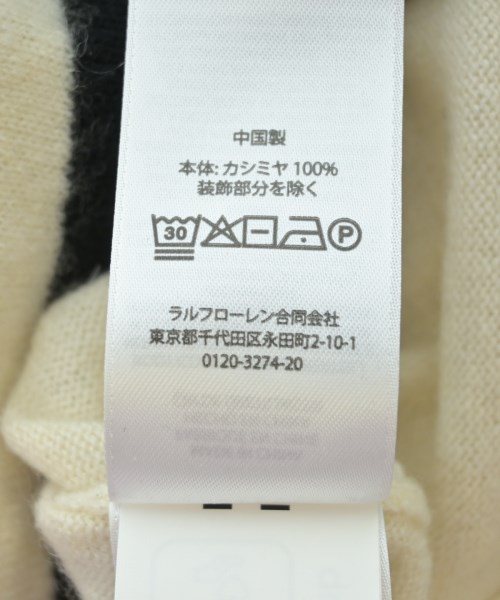 中国製
本体: カシミヤ 100%
装飾部分を除く
30 P
ラルフローレン合同会社
東京都千代田区永田町2-10-1
0120-3274-20